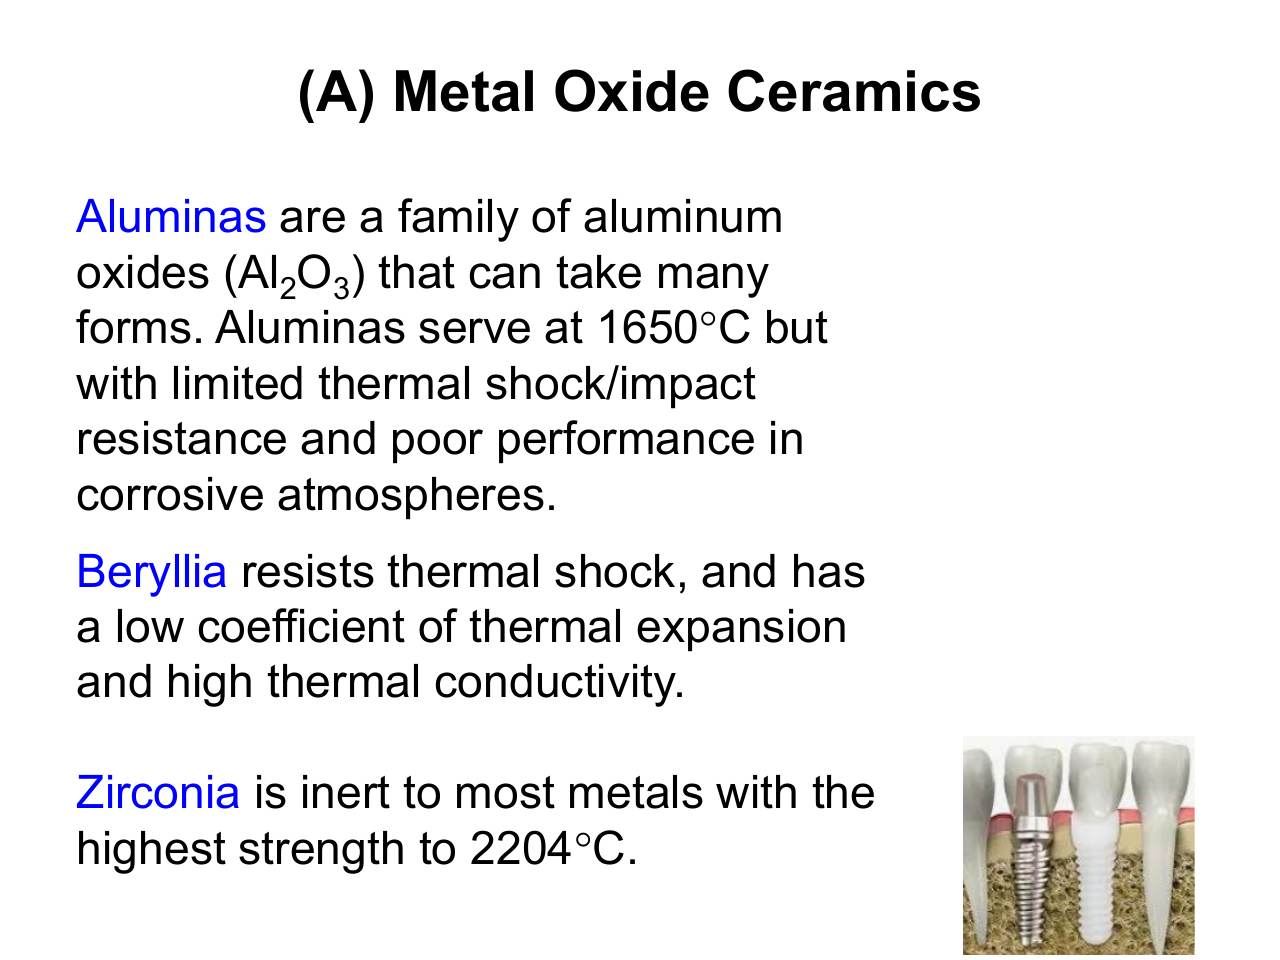 (A) Metal Oxide Ceramics
Aluminas are a family of aluminum
oxides (Al₂O₃) that can take many
forms. Aluminas serve at 1650°C but
with limited thermal shock/impact
resistance and poor performance in
corrosive atmospheres.
Beryllia resists thermal shock, and has
a low coefficient of thermal expansion
and high thermal conductivity.
Zirconia is inert to most metals with the
highest strength to 2204°C.